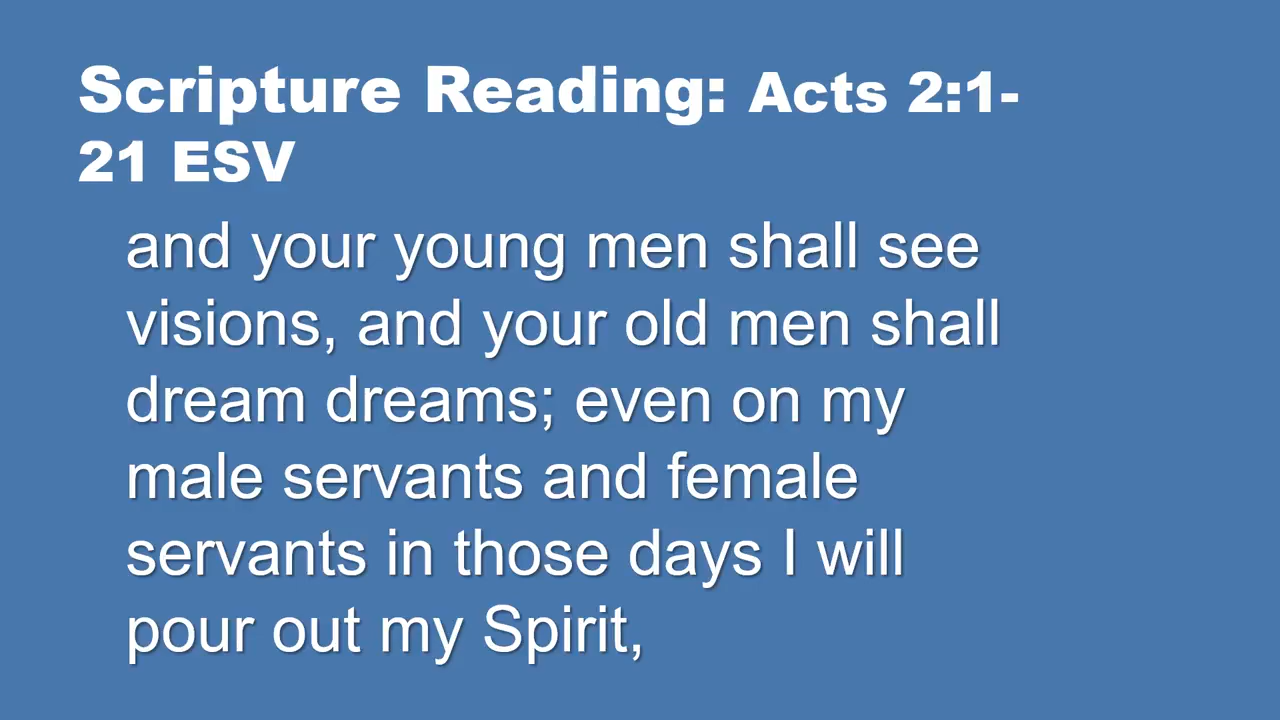 Scripture Reading: Acts 2:1-
21 ESV
and your young men shall see
visions, and your old men shall
dream dreams; even on my
male servants and female
servants in those days I will
pour out my Spirit,